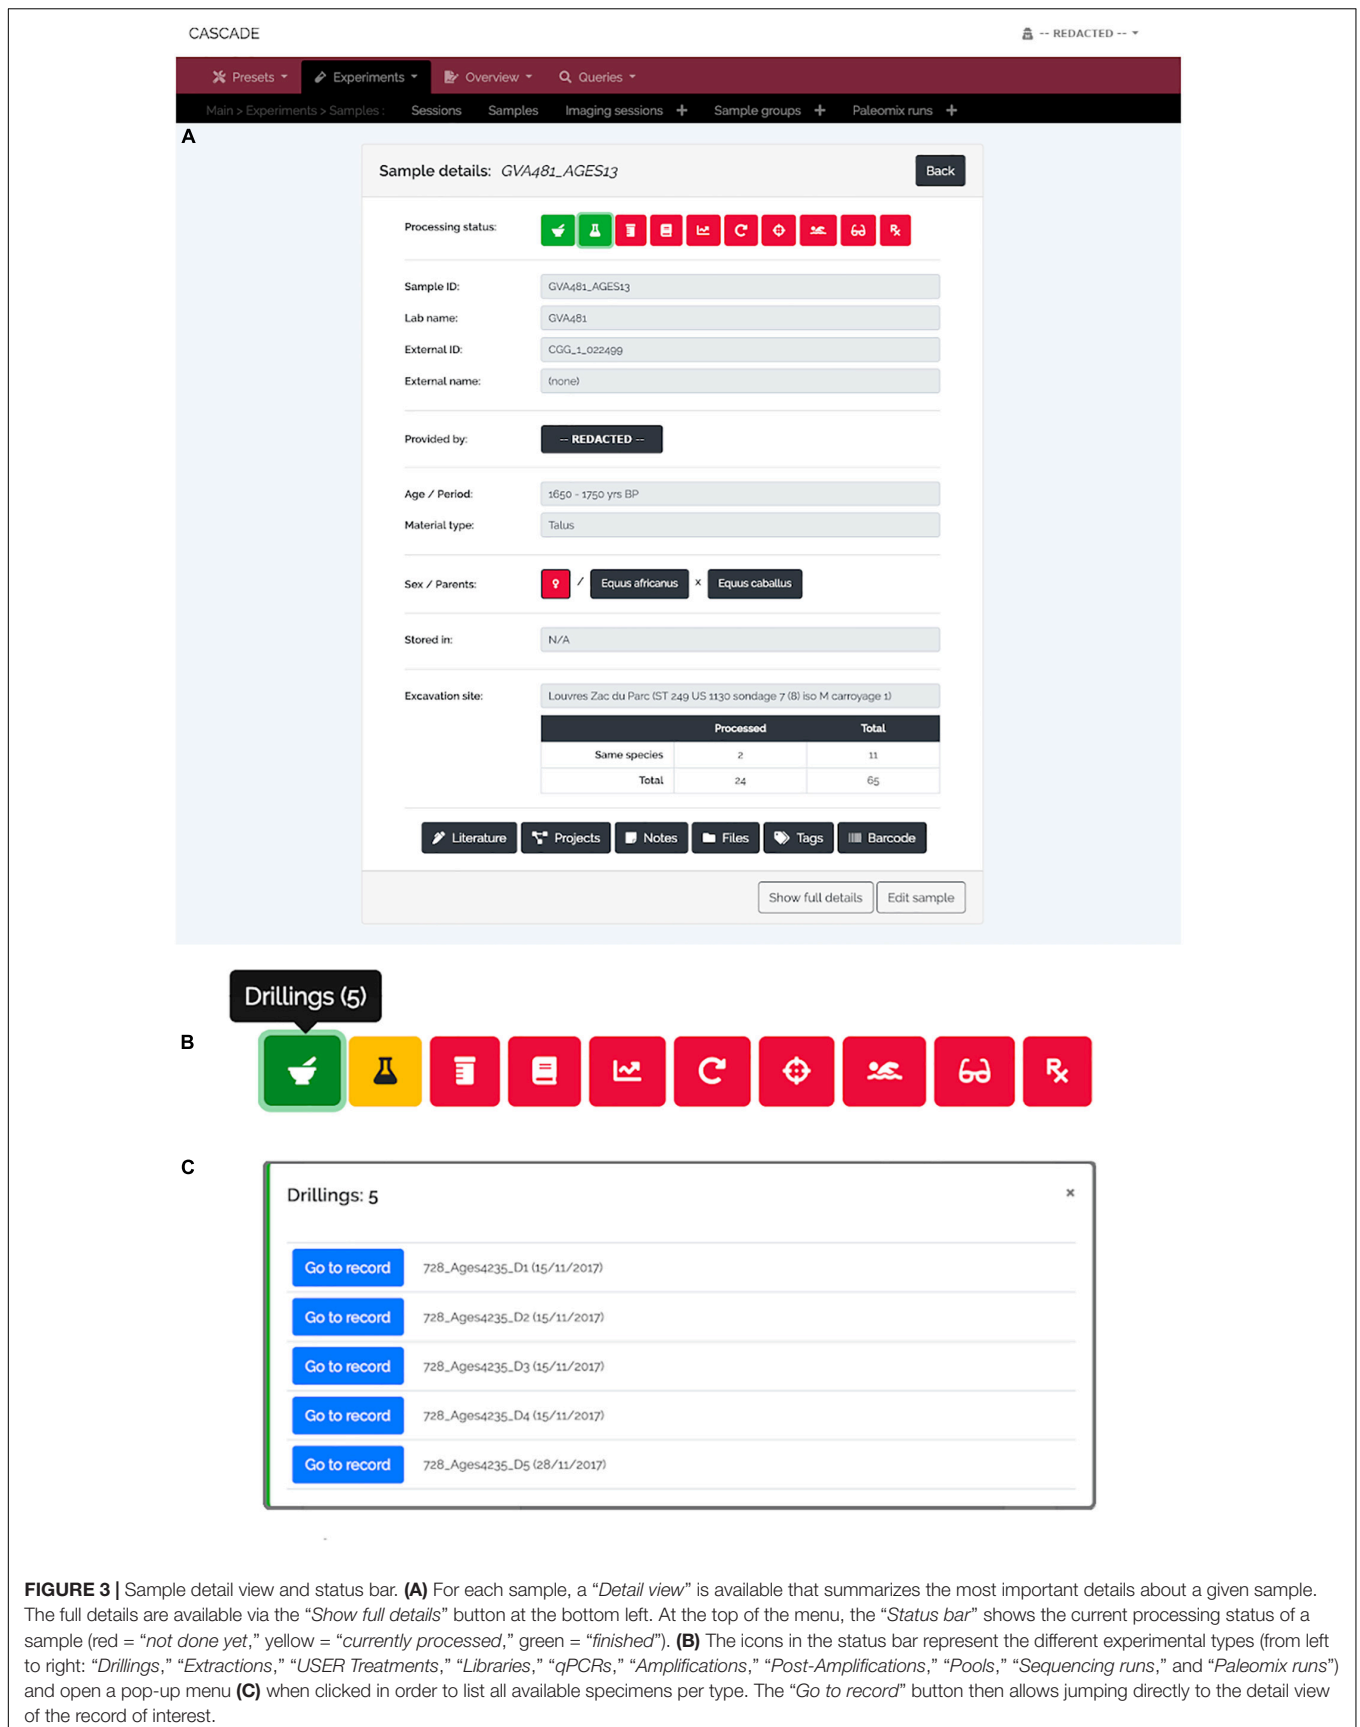 CASCADE
-- REDACTED --
Presets Experiments Overview Queries
Main > Experiments > Samples : Sessions Samples Imaging sessions + Sample groups + Paleomix runs +
A
Sample details: GVA481_AGES13 Back
Processing status:
Sample ID: GVA481_AGES13
Lab name: GVA481
External ID: CGG_1_022499
External name: (none)
Provided by: -- REDACTED --
Age / Period: 1650 - 1750 yrs BP
Material type: Talus
Sex / Parents: ♀ / Equus africanus x Equus caballus
Stored in: N/A
Excavation site: Louvres Zac du Parc (ST 249 US 1130 sondage 7 (8) iso M carroyage 1)
Processed Total
Same species 2 11
Total 24 65
Literature Projects Notes Files Tags Barcode
Show full details Edit sample
Drillings (5)
B
C
Drillings: 5 ×
Go to record 728_Ages4235_D1 (15/11/2017)
Go to record 728_Ages4235_D2 (15/11/2017)
Go to record 728_Ages4235_D3 (15/11/2017)
Go to record 728_Ages4235_D4 (15/11/2017)
Go to record 728_Ages4235_D5 (28/11/2017)
FIGURE 3 | Sample detail view and status bar. (A) For each sample, a “Detail view” is available that summarizes the most important details about a given sample.
The full details are available via the “Show full details” button at the bottom left. At the top of the menu, the “Status bar” shows the current processing status of a
sample (red = “not done yet,” yellow = “currently processed,” green = “finished”). (B) The icons in the status bar represent the different experimental types (from left
to right: “Drillings,” “Extractions,” “USER Treatments,” “Libraries,” “qPCRs,” “Amplifications,” “Post-Amplifications,” “Pools,” “Sequencing runs,” and “Paleomix runs”)
and open a pop-up menu (C) when clicked in order to list all available specimens per type. The “Go to record” button then allows jumping directly to the detail view
of the record of interest.